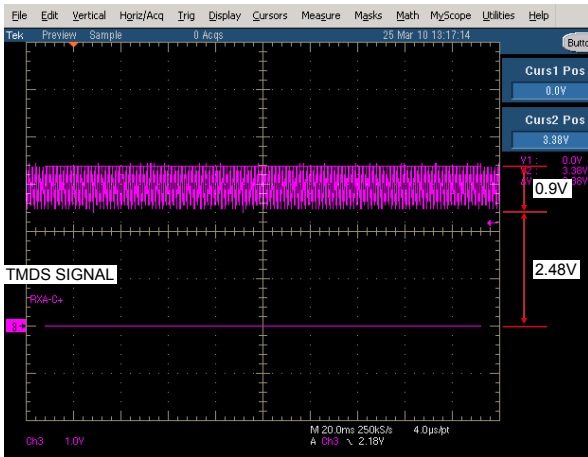 File Edit Vertical Horiz/Acq Trig Display Cursors Measure Masks Math MyScope Utilities Help
Tek Preview Sample 0 Acqs 25 Mar 10 13:17:14
Curs1 Pos
0.0V
Curs2 Pos
3.38V
V1: 0.0V
V2: 3.38V
0.9V
TMDS SIGNAL
2.48V
RXA-C+
3
M 20.0ms 250kS/s 4.0µs/pt
Ch3 1.0V A Ch3 2.18V